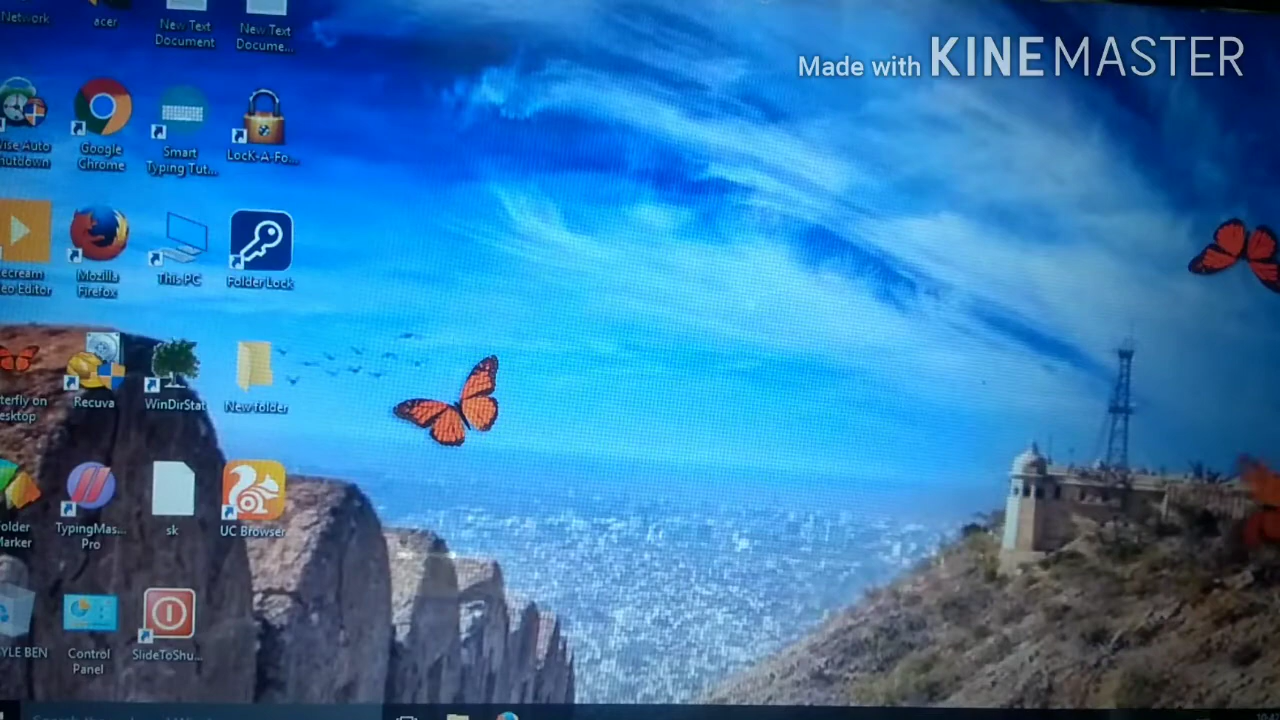 Network
acer
New Text
Document
New Text
Docume...
Made with KINEMASTER
Google
Chrome
Smart
Typing Tut...
LocK-A-Fo...
Mozilla
Firefox
This PC
Folder Lock
Recuva
WinDirStat
New folder
TypingMas...
Pro
sk
UC Browser
Control
Panel
SlideToShu...